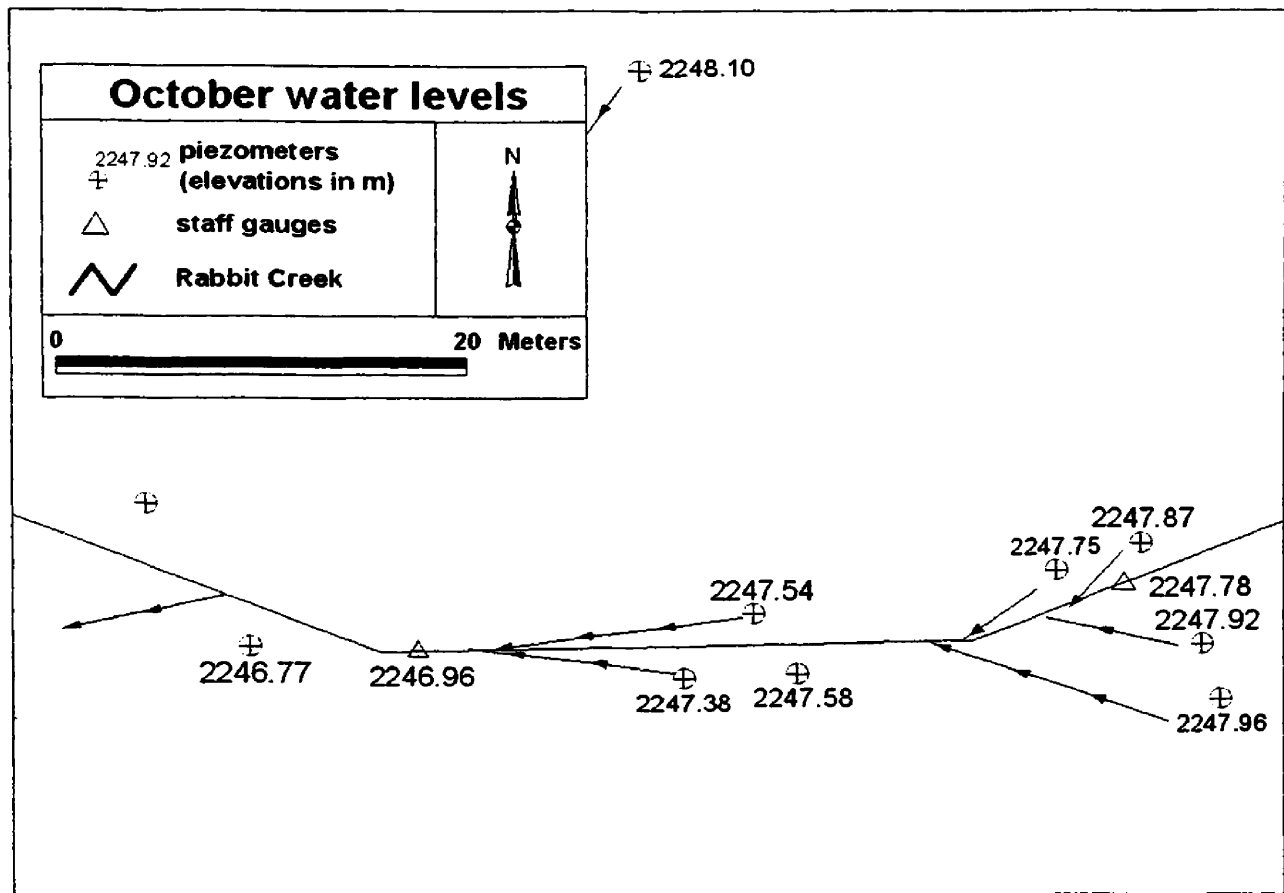 October water levels
2247.92 piezometers
(elevations in m)
staff gauges
Rabbit Creek
N
0 20 Meters
2248.10
2247.87
2247.75
2247.78
2247.54
2247.92
2246.77
2246.96
2247.38
2247.58
2247.96